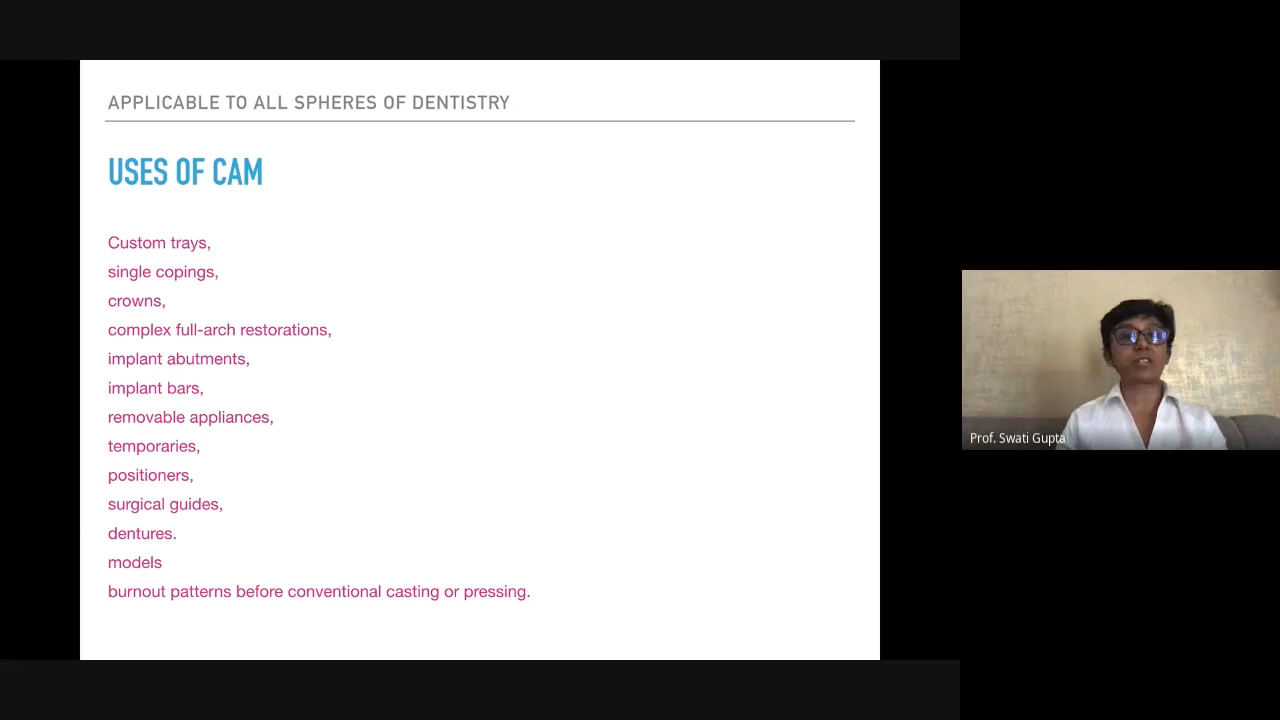 APPLICABLE TO ALL SPHERES OF DENTISTRY
USES OF CAM
Custom trays,
single copings,
crowns,
complex full-arch restorations,
implant abutments,
implant bars,
removable appliances,
temporaries,
positioners,
surgical guides,
dentures.
models
burnout patterns before conventional casting or pressing.
Prof. Swati Gupta